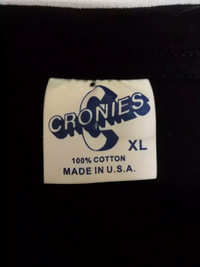 CRONIES
XL
100% COTTON
MADE IN U.S.A.